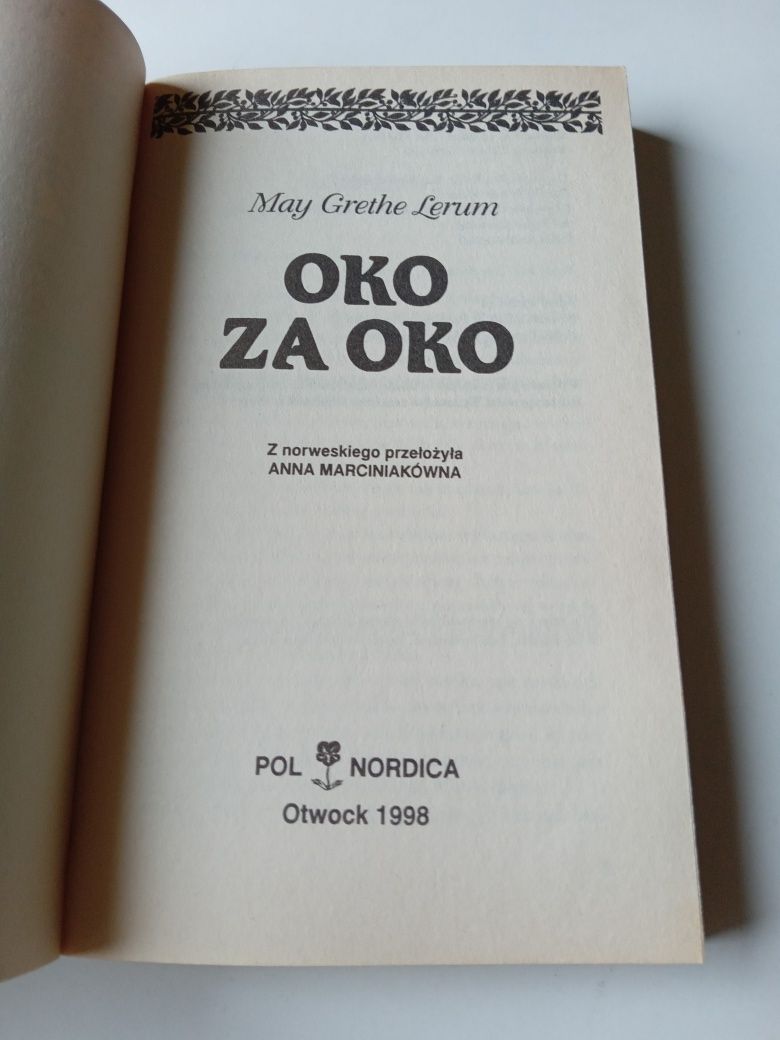 May Grethe Lerum
OKO
ZA OKO
Z norweskiego przełożyła
ANNA MARCINIAKÓWNA
POL NORDICA
Otwock 1998